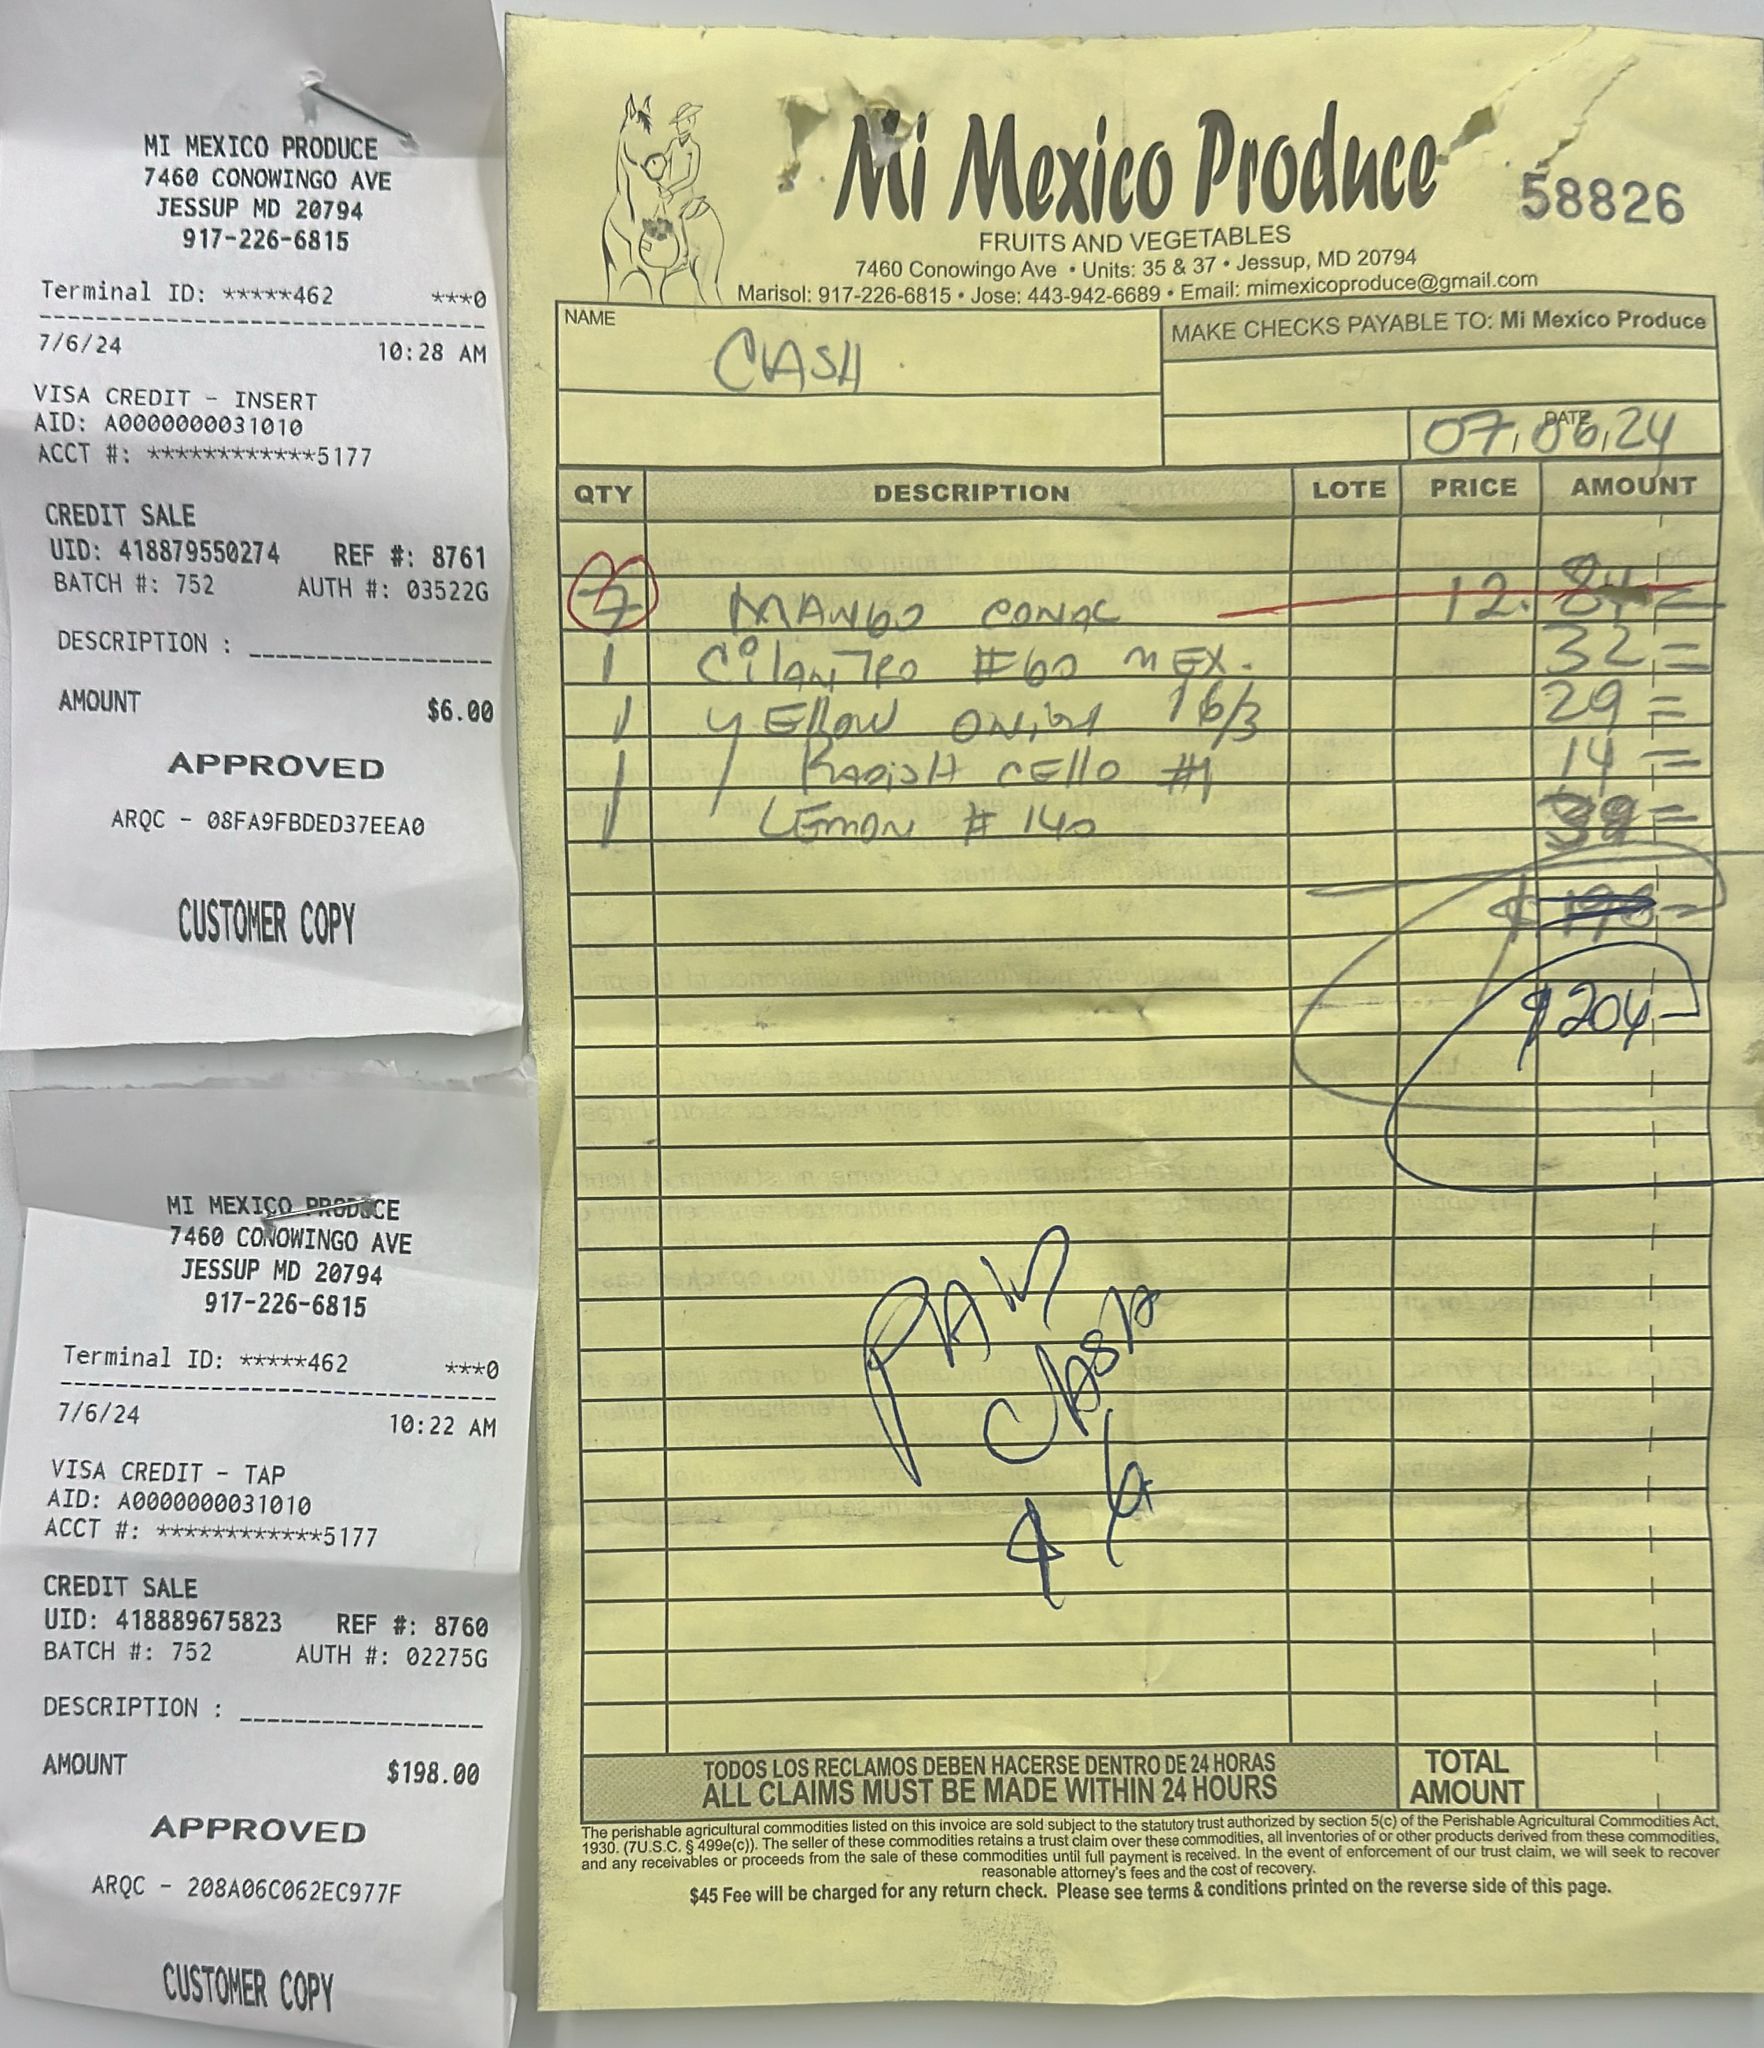 MI MEXICO PRODUCE
7460 CONOWINGO AVE
JESSUP MD 20794
917-226-6815
Terminal ID: *****462 ***0
7/6/24 10:28 AM
VISA CREDIT - INSERT
AID: A0000000031010
ACCT #: ************5177
CREDIT SALE
UID: 418879550274 REF #: 8761
BATCH #: 752 AUTH #: 03522G
DESCRIPTION :
AMOUNT $6.00
APPROVED
ARQC - 08FA9FBDED37EEA0
CUSTOMER COPY
MI MEXICO PRODUCE
7460 CONOWINGO AVE
JESSUP MD 20794
917-226-6815
Terminal ID: *****462 ***0
7/6/24 10:22 AM
VISA CREDIT - TAP
AID: A0000000031010
ACCT #: ************5177
CREDIT SALE
UID: 418889675823 REF #: 8760
BATCH #: 752 AUTH #: 02275G
DESCRIPTION :
AMOUNT $198.00
APPROVED
ARQC - 208A06C062EC977F
CUSTOMER COPY
Mi Mexico Produce
58826
FRUITS AND VEGETABLES
7460 Conowingo Ave • Units: 35 & 37 • Jessup, MD 20794
Marisol: 917-226-6815 • Jose: 443-942-6689 • Email: mimexicoproduce@gmail.com
NAME CASH
MAKE CHECKS PAYABLE TO: Mi Mexico Produce
DATE 07,06,24
QTY DESCRIPTION LOTE PRICE AMOUNT
7 MANGO 12. 84=
1 CilANTRO #60 MEX. 32=
1 YEllOW ONION 16/3 29=
1 RADISH CELLO #1 14=
1 LEMON # 140 39=
$ 198=
$204-
PAID
$ 6
TODOS LOS RECLAMOS DEBEN HACERSE DENTRO DE 24 HORAS
ALL CLAIMS MUST BE MADE WITHIN 24 HOURS
TOTAL AMOUNT
The perishable agricultural commodities listed on this invoice are sold subject to the statutory trust authorized by section 5(c) of the Perishable Agricultural Commodities Act,
1930. (7U.S.C. § 499e(c)). The seller of these commodities retains a trust claim over these commodities, all inventories of or other products derived from these commodities,
and any receivables or proceeds from the sale of these commodities until full payment is received. In the event of enforcement of our trust claim, we will seek to recover
reasonable attorney's fees and the cost of recovery.
$45 Fee will be charged for any return check. Please see terms & conditions printed on the reverse side of this page.